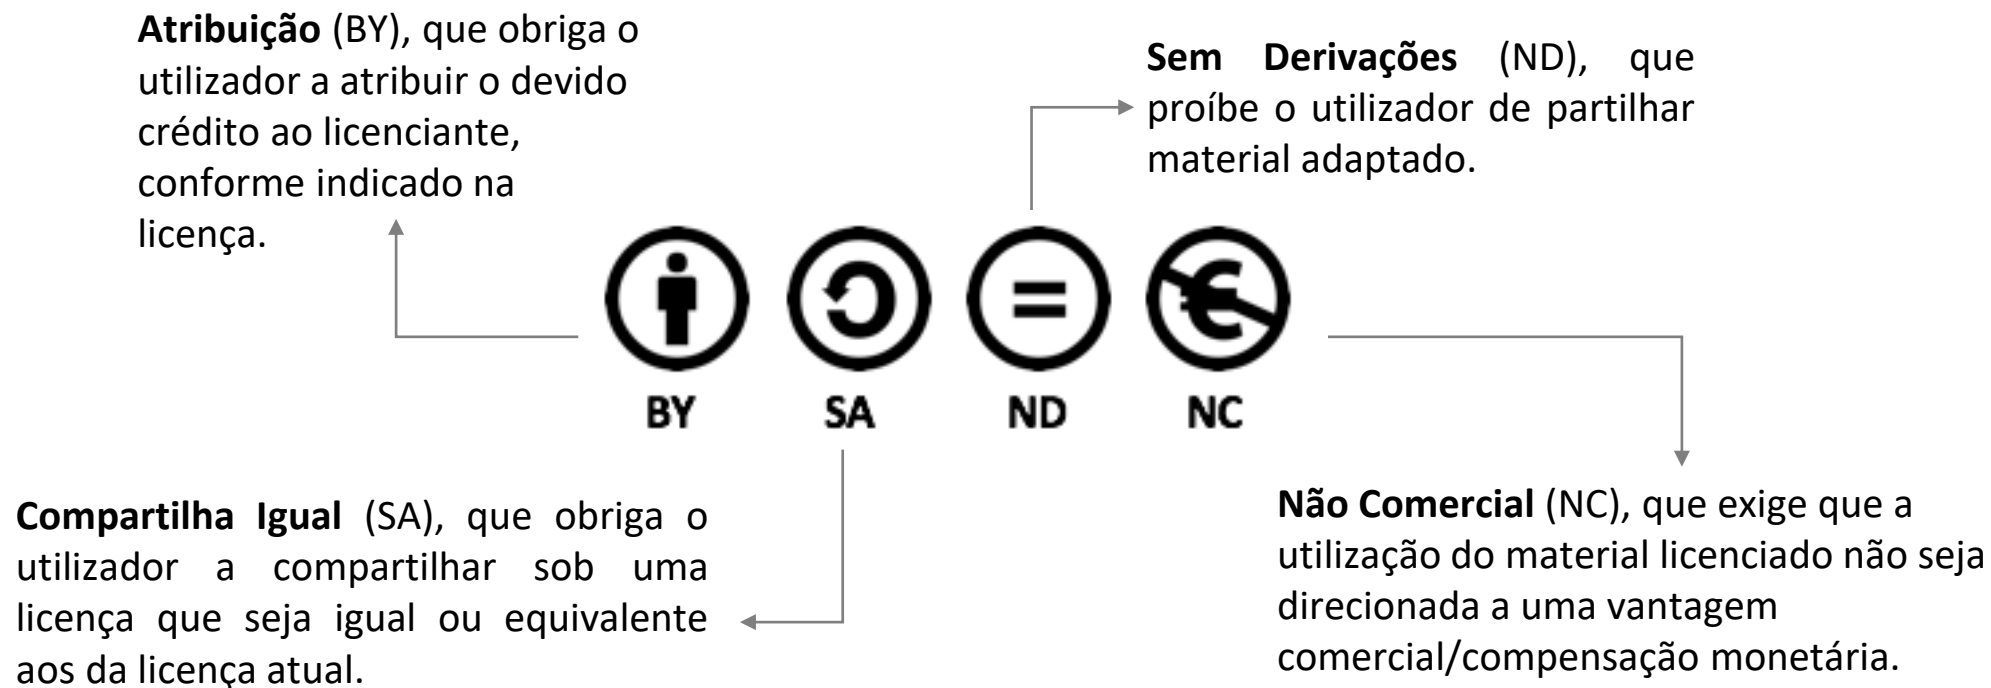 Atribuição (BY), que obriga o
utilizador a atribuir o devido
crédito ao licenciante,
conforme indicado na
licença.
Sem Derivações (ND), que
proíbe o utilizador de partilhar
material adaptado.
BY SA ND NC
Compartilha Igual (SA), que obriga o
utilizador a compartilhar sob uma
licença que seja igual ou equivalente
aos da licença atual.
Não Comercial (NC), que exige que a
utilização do material licenciado não seja
direcionada a uma vantagem
comercial/compensação monetária.